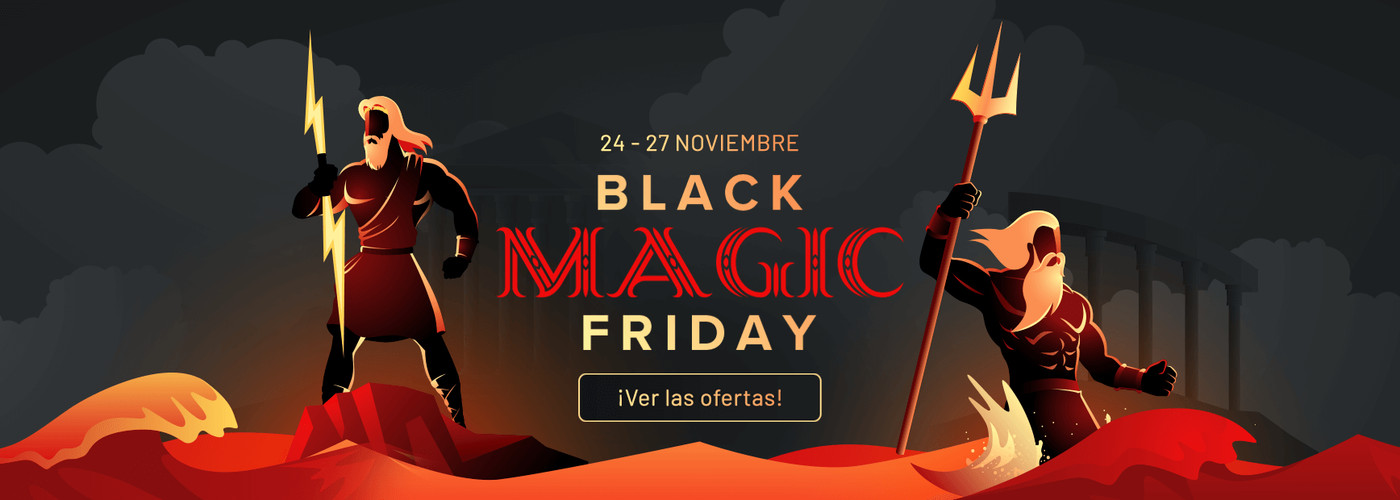 24 - 27 NOVIEMBRE
BLACK
MAGIC
FRIDAY
¡Ver las ofertas!